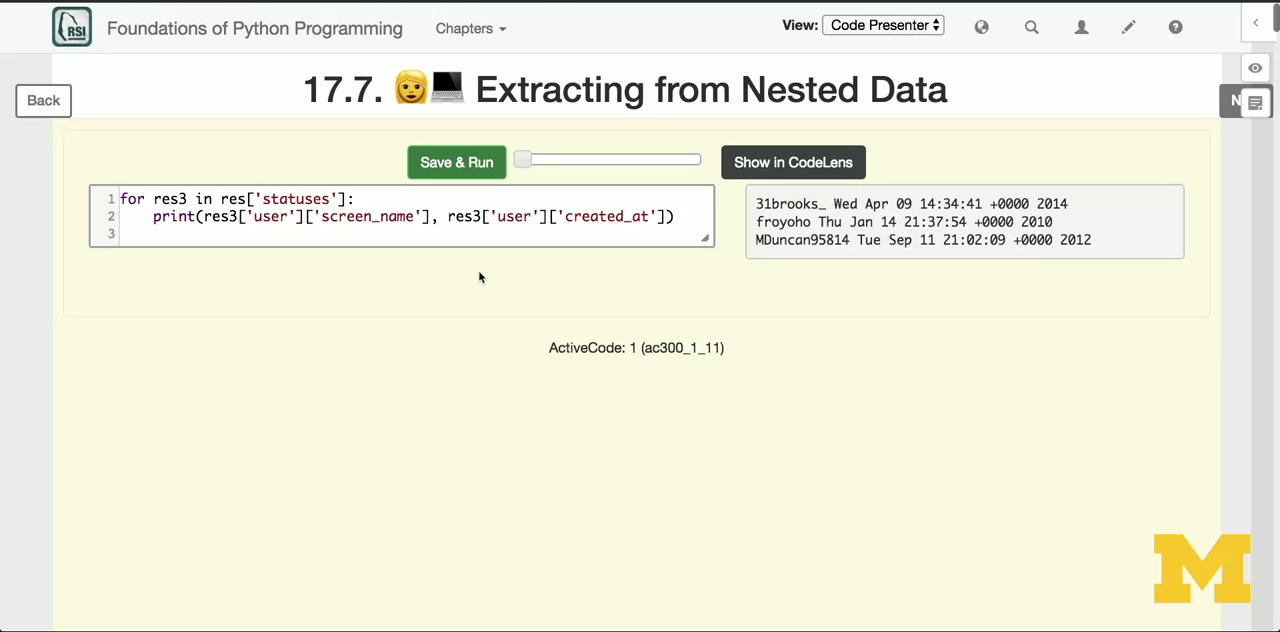 RSI
Foundations of Python Programming
Chapters
View: Code Presenter
Back
17.7. 👩💻 Extracting from Nested Data
N
Save & Run
Show in CodeLens
1 for res3 in res['statuses']:
2 print(res3['user']['screen_name'], res3['user']['created_at'])
3
31brooks_ Wed Apr 09 14:34:41 +0000 2014
froyoho Thu Jan 14 21:37:54 +0000 2010
MDuncan95814 Tue Sep 11 21:02:09 +0000 2012
ActiveCode: 1 (ac300_1_11)
M